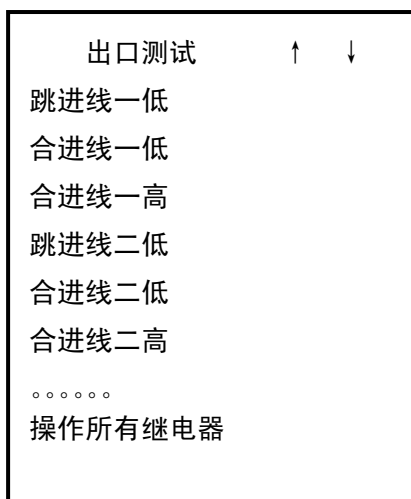 出口测试 ↑ ↓
跳进线一低
合进线一低
合进线一高
跳进线二低
合进线二低
合进线二高
。。。。。。
操作所有继电器